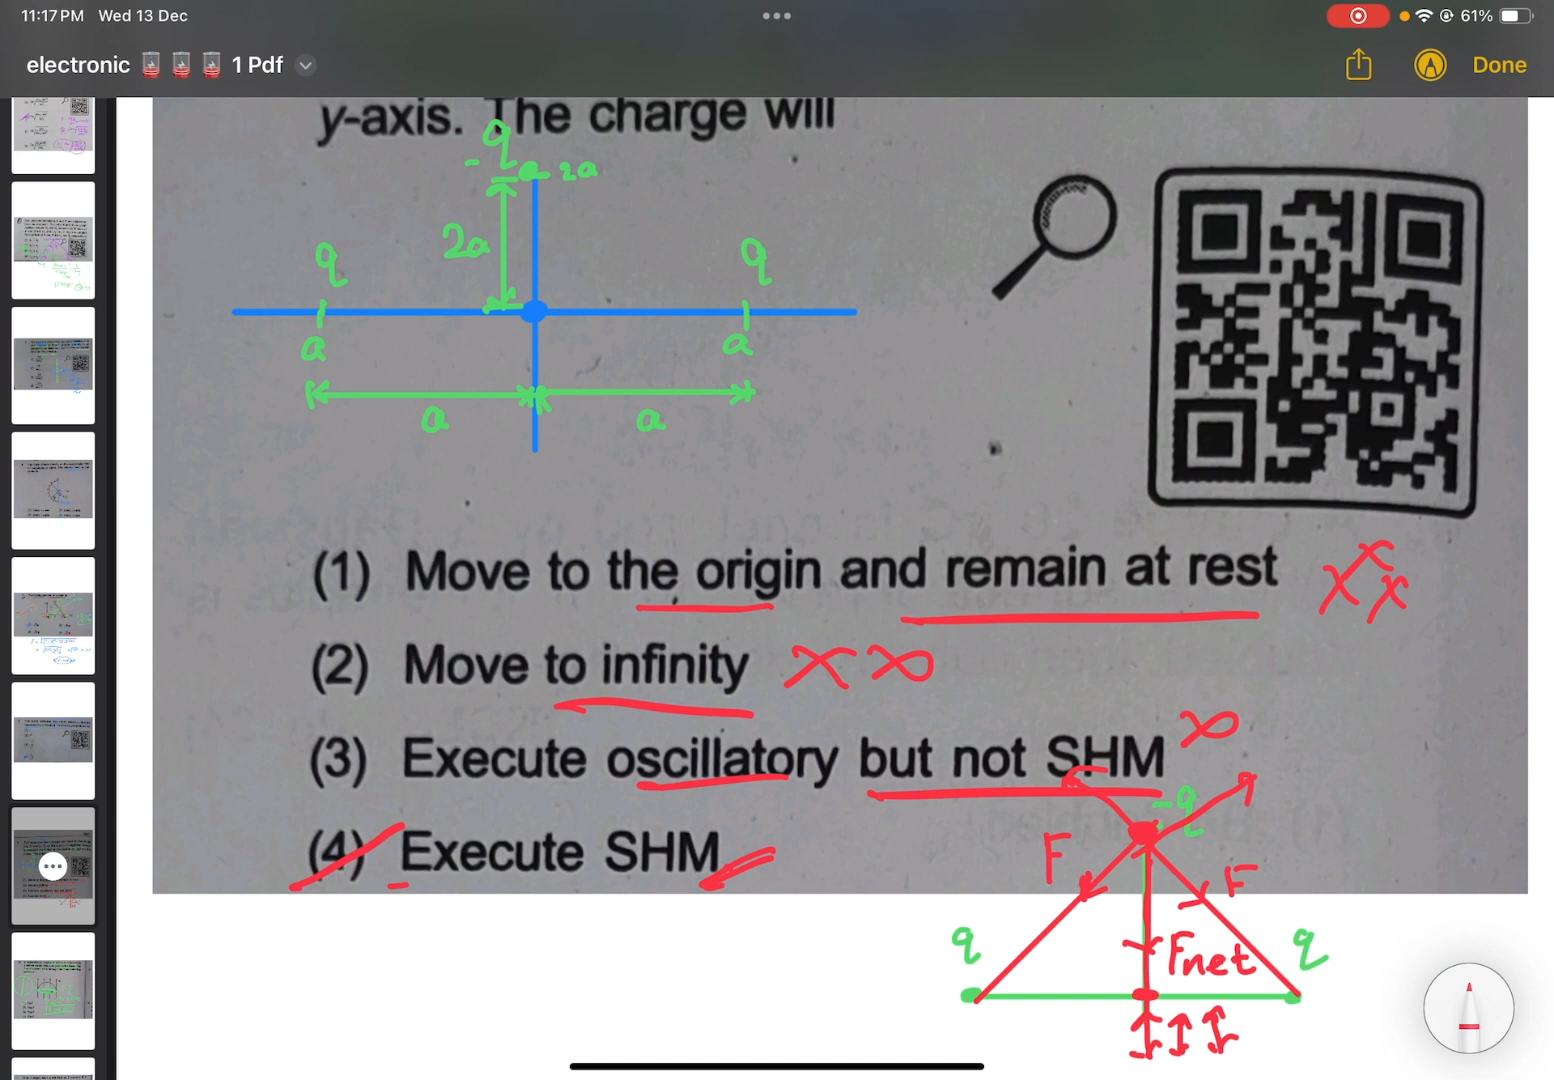 11:17 PM Wed 13 Dec
61%
electronic 1 Pdf
Done
y-axis. The charge will
-q
2a
2a
q
q
a
a
a
a
(1) Move to the origin and remain at rest
(2) Move to infinity
(3) Execute oscillatory but not SHM
(4) Execute SHM
-q
F
F
q
Fnet
q